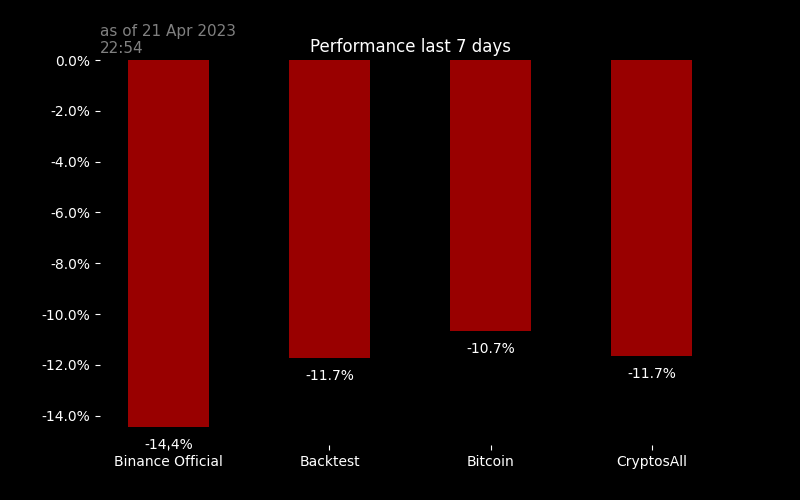 as of 21 Apr 2023
22:54
Performance last 7 days
0.0%
-2.0%
-4.0%
-6.0%
-8.0%
-10.0%
-12.0%
-14.0%
-14.4%
-11.7%
-10.7%
-11.7%
Binance Official
Backtest
Bitcoin
CryptosAll